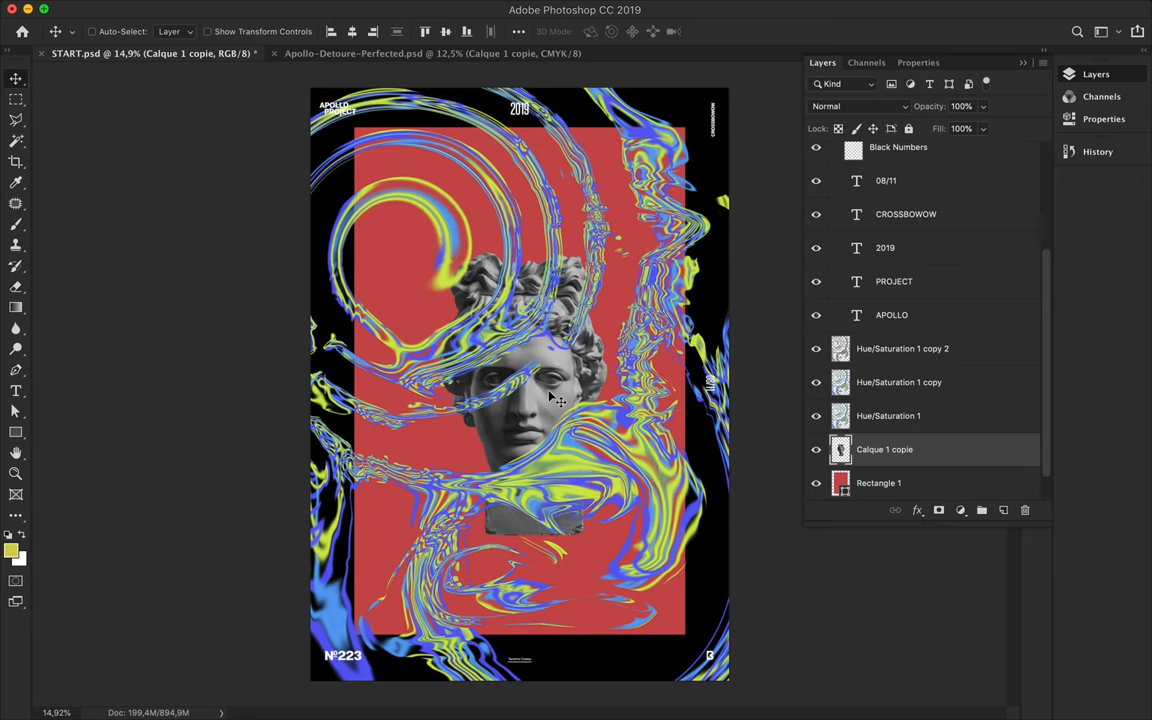 Adobe Photoshop CC 2019
Auto-Select: Layer
Show Transform Controls
3D Mode:
START.psd @ 14,9% (Calque 1 copie, RGB/8) *
Apollo-Detoure-Perfected.psd @ 12,5% (Calque 1 copie, CMYK/8)
Layers
Channels
Properties
Kind
Normal
Opacity: 100%
Lock:
Fill: 100%
Black Numbers
08/11
CROSSBOWOW
2019
PROJECT
APOLLO
Hue/Saturation 1 copy 2
Hue/Saturation 1 copy
Hue/Saturation 1
Calque 1 copie
Rectangle 1
fx
Layers
Channels
Properties
History
APOLLO
PROJECT
2019
CROSSBOWOW
Nº223
14,92%
Doc: 199,4M/894,9M